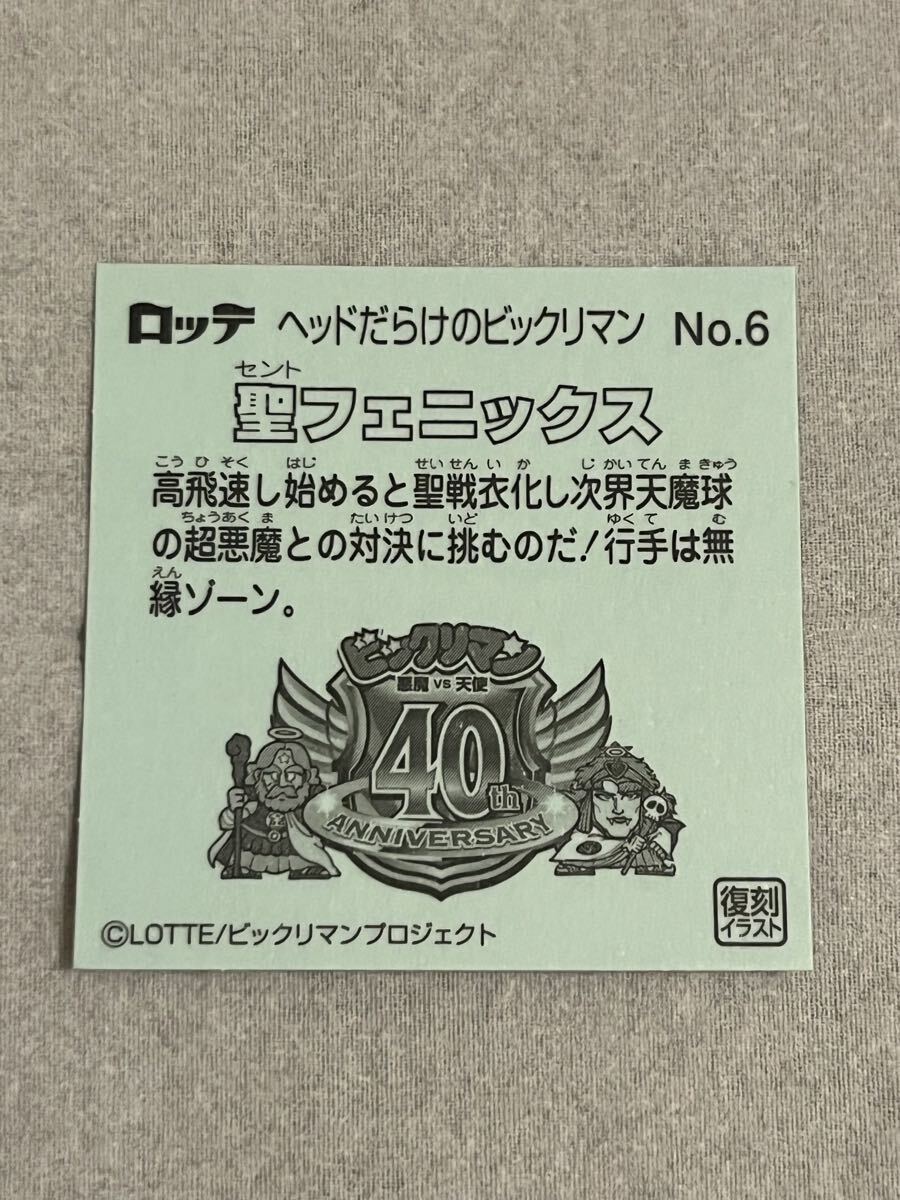 ロッテ ヘッドだらけのビックリマン No.6
セント
聖フェニックス
こうひそく はじ せいせんいか じかいてんまきゅう
高飛速し始めると聖戦衣化し次界天魔球
ちょうあくま たいけつ いど ゆくて む
の超悪魔との対決に挑むのだ!行手は無
えん
縁ゾーン。
ビックリマン
悪魔 VS 天使
40th
ANNIVERSARY
©LOTTE/ビックリマンプロジェクト
復刻
イラスト